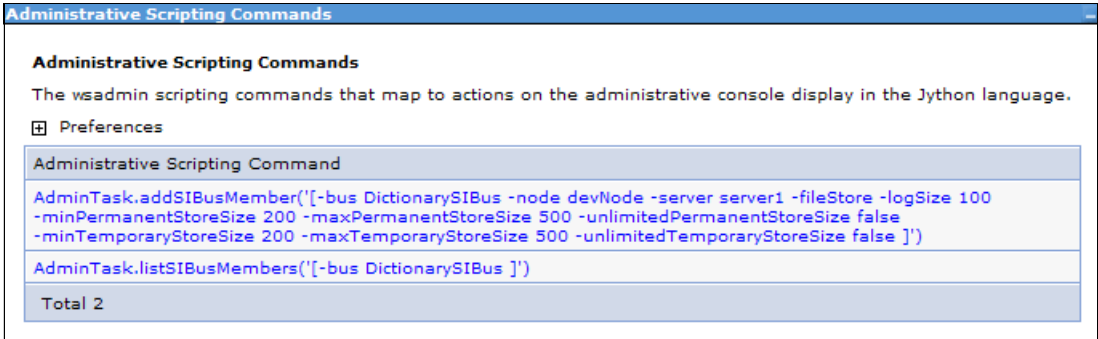 Administrative Scripting Commands
Administrative Scripting Commands
The wsadmin scripting commands that map to actions on the administrative console display in the Jython language.
Preferences
Administrative Scripting Command
AdminTask.addSIBusMember('[-bus DictionarySIBus -node devNode -server server1 -fileStore -logSize 100
-minPermanentStoreSize 200 -maxPermanentStoreSize 500 -unlimitedPermanentStoreSize false
-minTemporaryStoreSize 200 -maxTemporaryStoreSize 500 -unlimitedTemporaryStoreSize false ]')
AdminTask.listSIBusMembers('[-bus DictionarySIBus ]')
Total 2